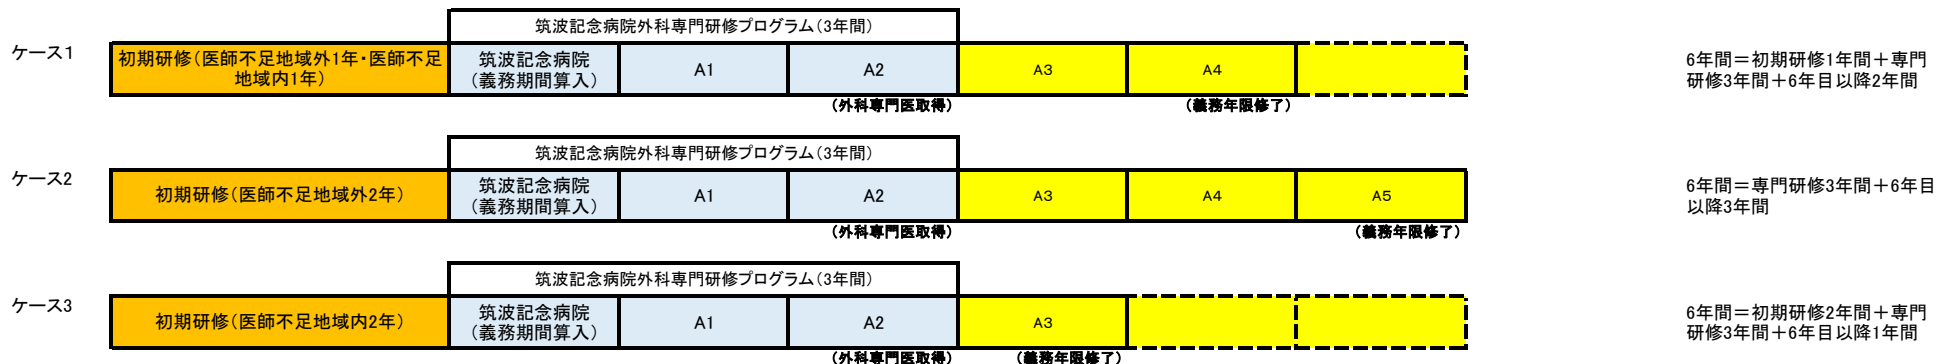 筑波記念病院外科専門研修プログラム(3年間)
ケース1
初期研修(医師不足地域外1年・医師不足
地域内1年)
筑波記念病院
(義務期間算入)
A1
A2
A3
A4
6年間=初期研修1年間+専門
研修3年間+6年目以降2年間
(外科専門医取得)
(義務年限修了)
筑波記念病院外科専門研修プログラム(3年間)
ケース2
初期研修(医師不足地域外2年)
筑波記念病院
(義務期間算入)
A1
A2
A3
A4
A5
6年間=専門研修3年間+6年目
以降3年間
(外科専門医取得)
(義務年限修了)
筑波記念病院外科専門研修プログラム(3年間)
ケース3
初期研修(医師不足地域内2年)
筑波記念病院
(義務期間算入)
A1
A2
A3
6年間=初期研修2年間+専門
研修3年間+6年目以降1年間
(外科専門医取得)
(義務年限修了)